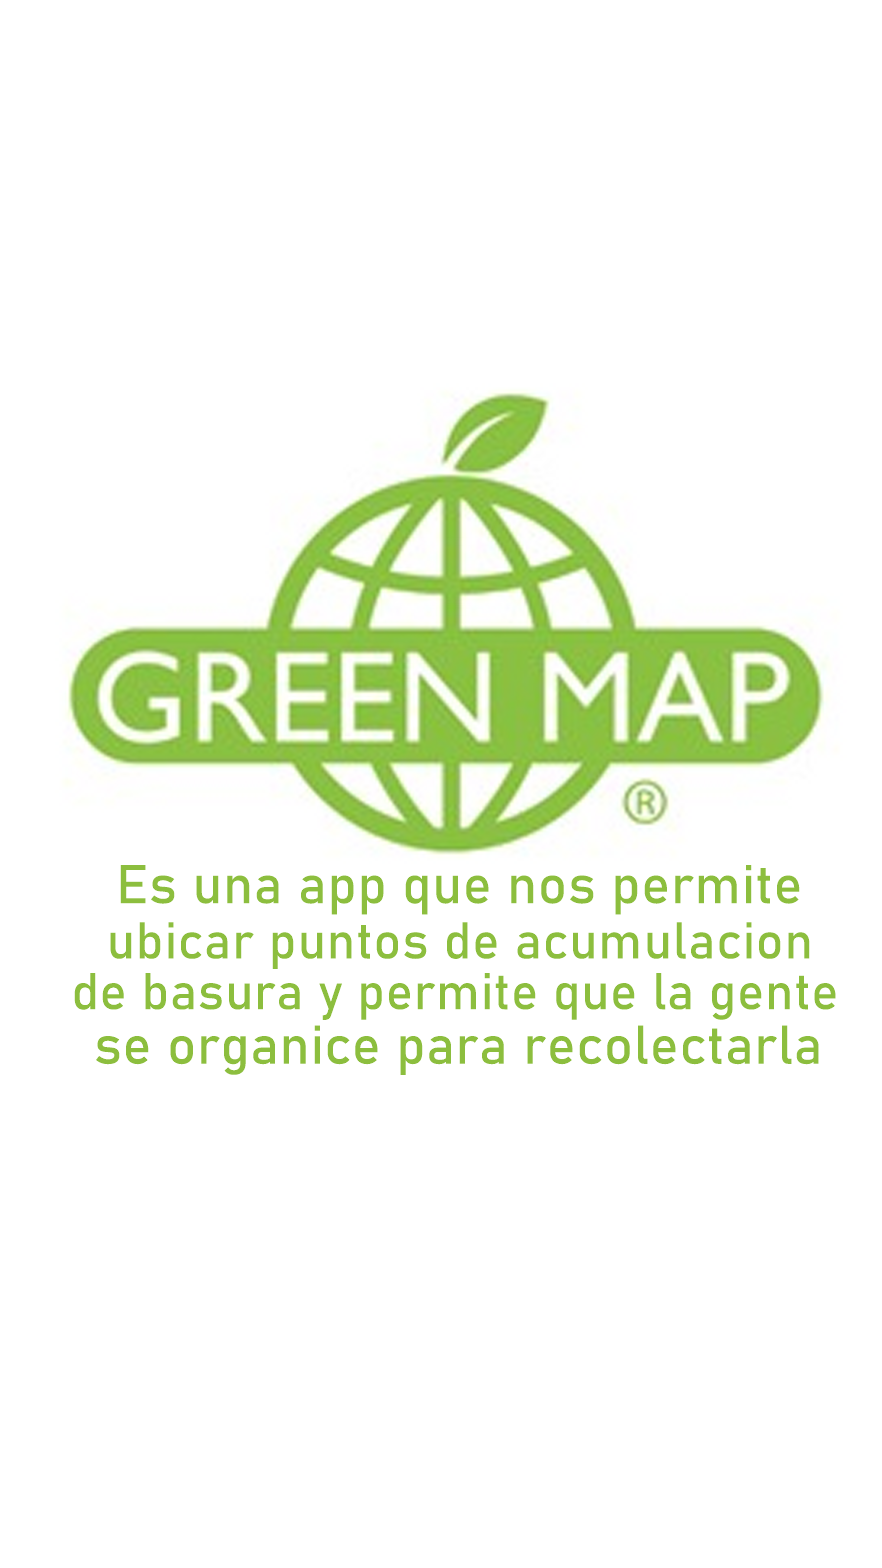 GREEN MAP
®
Es una app que nos permite
ubicar puntos de acumulacion
de basura y permite que la gente
se organice para recolectarla